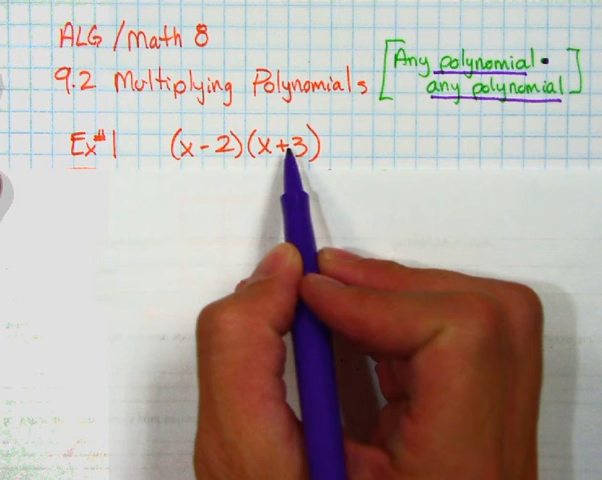 ALG / Math 8
9.2 Multiplying Polynomials [Any polynomial •
any polynomial]
Ex#1 (x - 2)(x + 3)